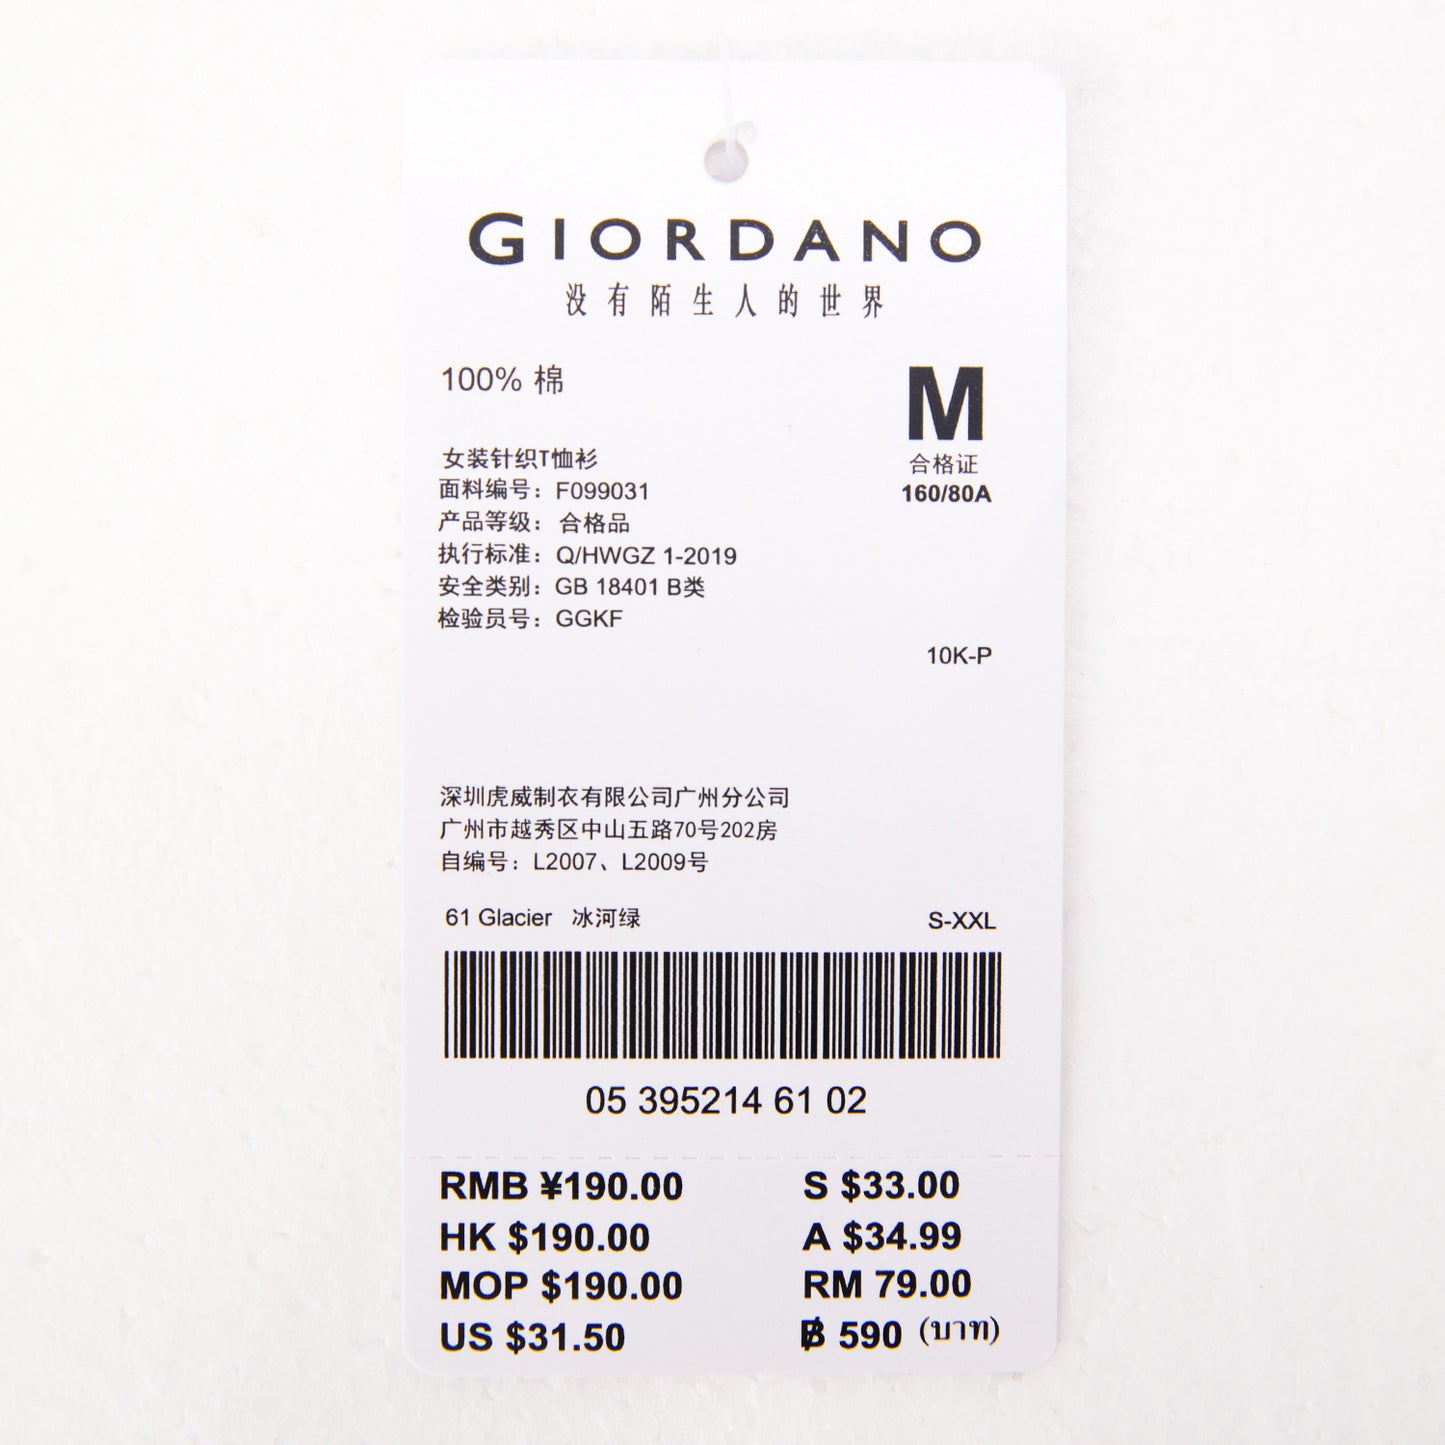 GIORDANO
没有陌生人的世界
100% 棉
M
合格证
160/80A
女装针织T恤衫
面料编号：F099031
产品等级：合格品
执行标准：Q/HWGZ 1-2019
安全类别：GB 18401 B类
检验员号：GGKF
10K-P
深圳虎威制衣有限公司广州分公司
广州市越秀区中山五路70号202房
自编号：L2007、L2009号
61 Glacier 冰河绿 S-XXL
05 395214 61 02
RMB ¥190.00 S $33.00
HK $190.00 A $34.99
MOP $190.00 RM 79.00
US $31.50 ฿ 590 (บาท)